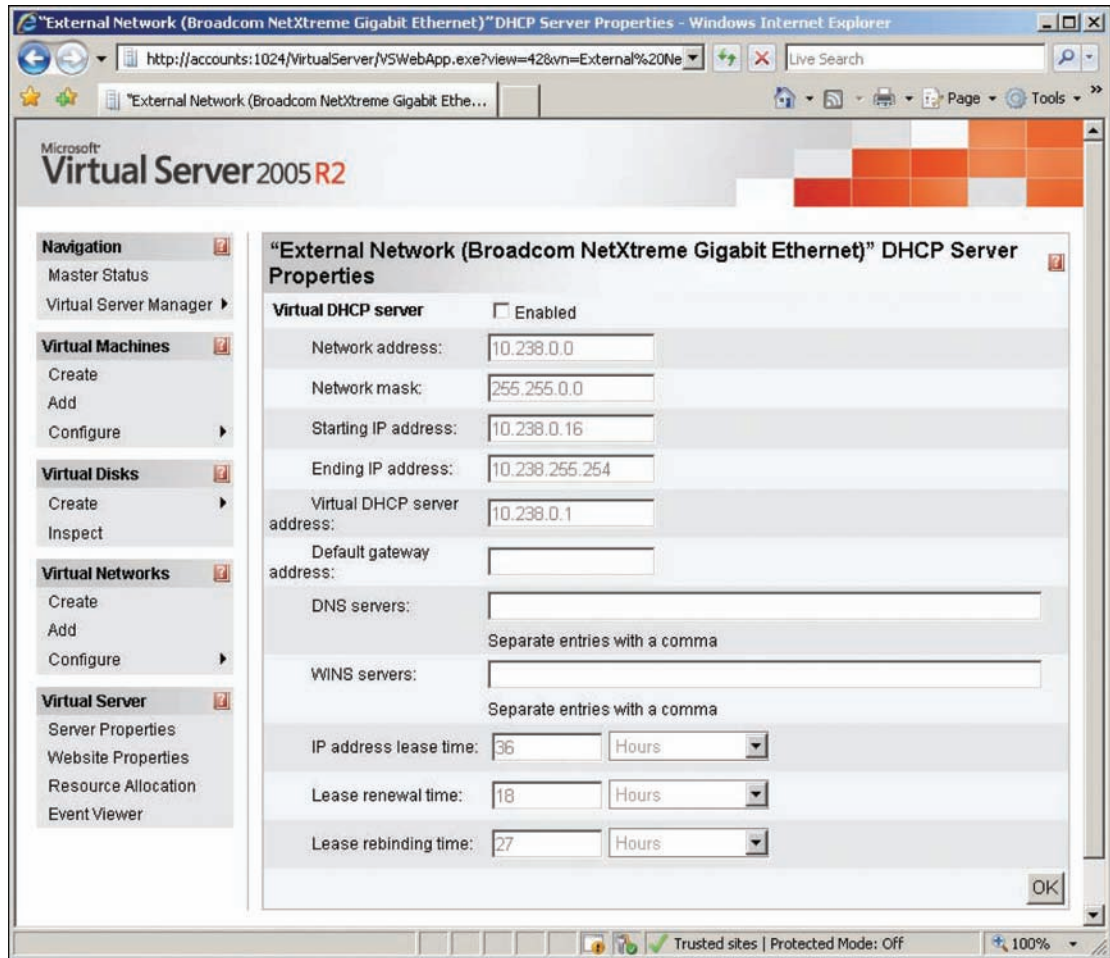 "External Network (Broadcom NetXtreme Gigabit Ethernet)"DHCP Server Properties - Windows Internet Explorer
http://accounts:1024/VirtualServer/VSWebApp.exe?view=42&vn=External%20Ne
Live Search
"External Network (Broadcom NetXtreme Gigabit Ethe...
Page
Tools
Microsoft
Virtual Server 2005 R2
Navigation
Master Status
Virtual Server Manager
Virtual Machines
Create
Add
Configure
Virtual Disks
Create
Inspect
Virtual Networks
Create
Add
Configure
Virtual Server
Server Properties
Website Properties
Resource Allocation
Event Viewer
"External Network (Broadcom NetXtreme Gigabit Ethernet)" DHCP Server
Properties
Virtual DHCP server Enabled
Network address: 10.238.0.0
Network mask: 255.255.0.0
Starting IP address: 10.238.0.16
Ending IP address: 10.238.255.254
Virtual DHCP server
address: 10.238.0.1
Default gateway
address:
DNS servers:
Separate entries with a comma
WINS servers:
Separate entries with a comma
IP address lease time: 36 Hours
Lease renewal time: 18 Hours
Lease rebinding time: 27 Hours
OK
Trusted sites | Protected Mode: Off
100%